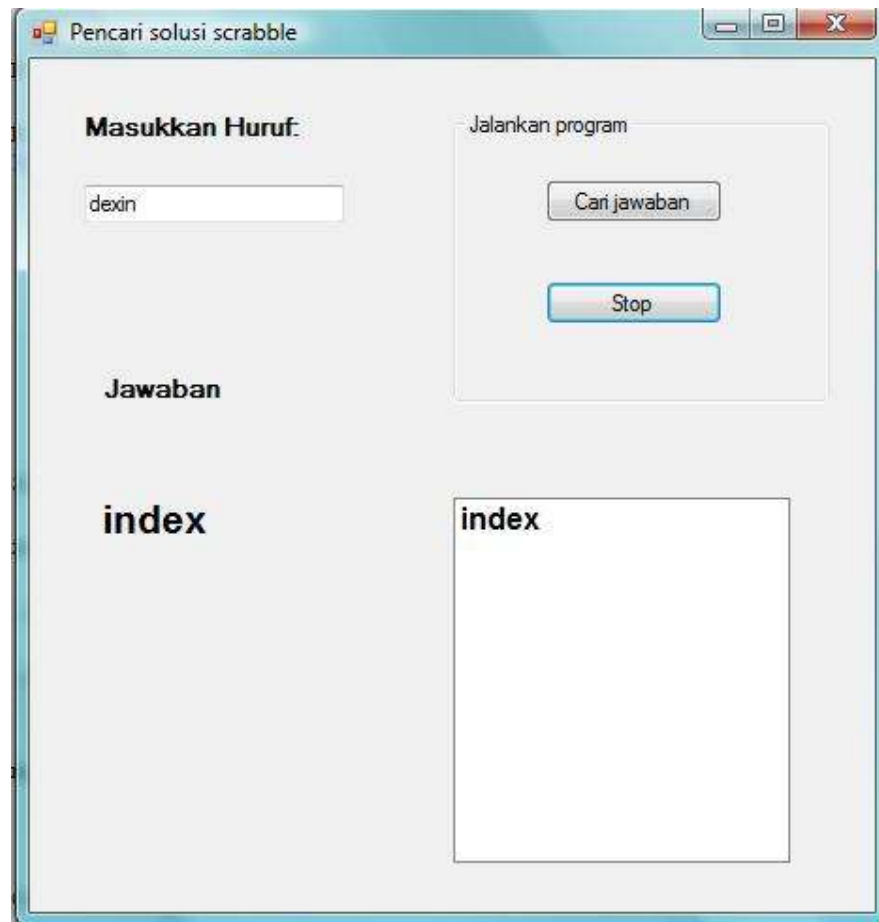 Pencari solusi scrabble
Masukkan Huruf:
Jalankan program
dexin
Cari jawaban
Stop
Jawaban
index
index